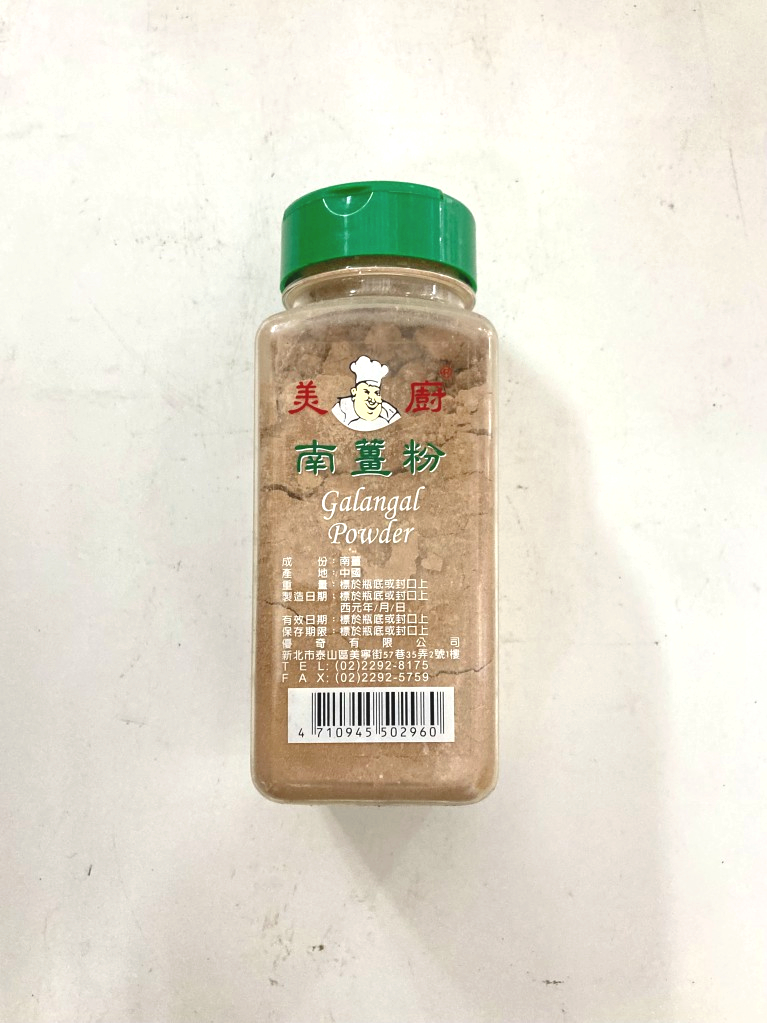 美 廚®
南薑粉
Galangal
Powder
成　份：南薑
產　地：中國
重　量：標於瓶底或封口上
製造日期：標於瓶底或封口上
西元年/月/日
有效日期：標於瓶底或封口上
保存期限：標於瓶底或封口上
優奇有限公司
新北市泰山區美寧街57巷35弄2號1樓
TEL: (02)2292-8175
FAX: (02)2292-5759
4 710945 502960